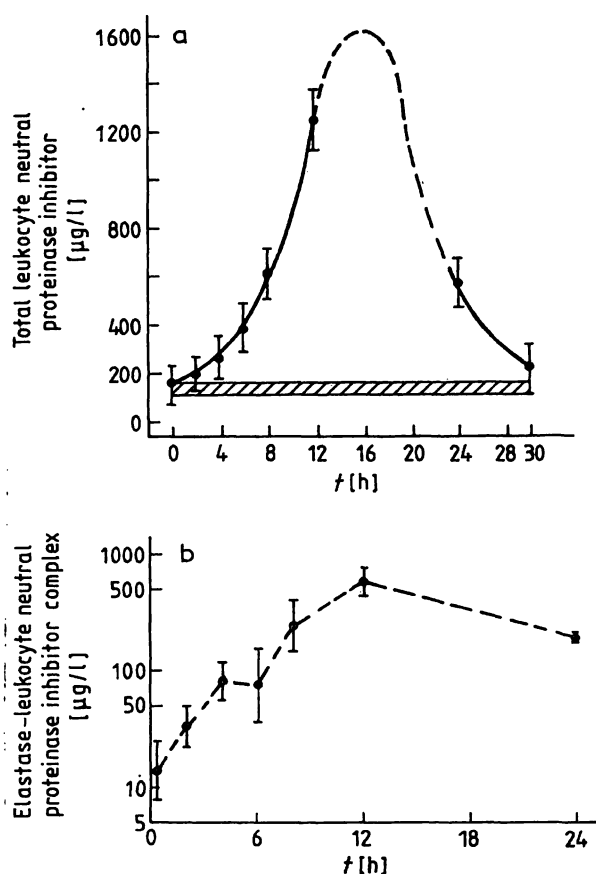 a
Total leukocyte neutral
proteinase inhibitor
[µg/l]
1600
1200
800
400
200
0
0 4 8 12 16 20 24 28 30
t [h]
b
Elastase-leukocyte neutral
proteinase inhibitor complex
[µg/l]
1000
500
100
50
10
5
0 6 12 18 24
t [h]